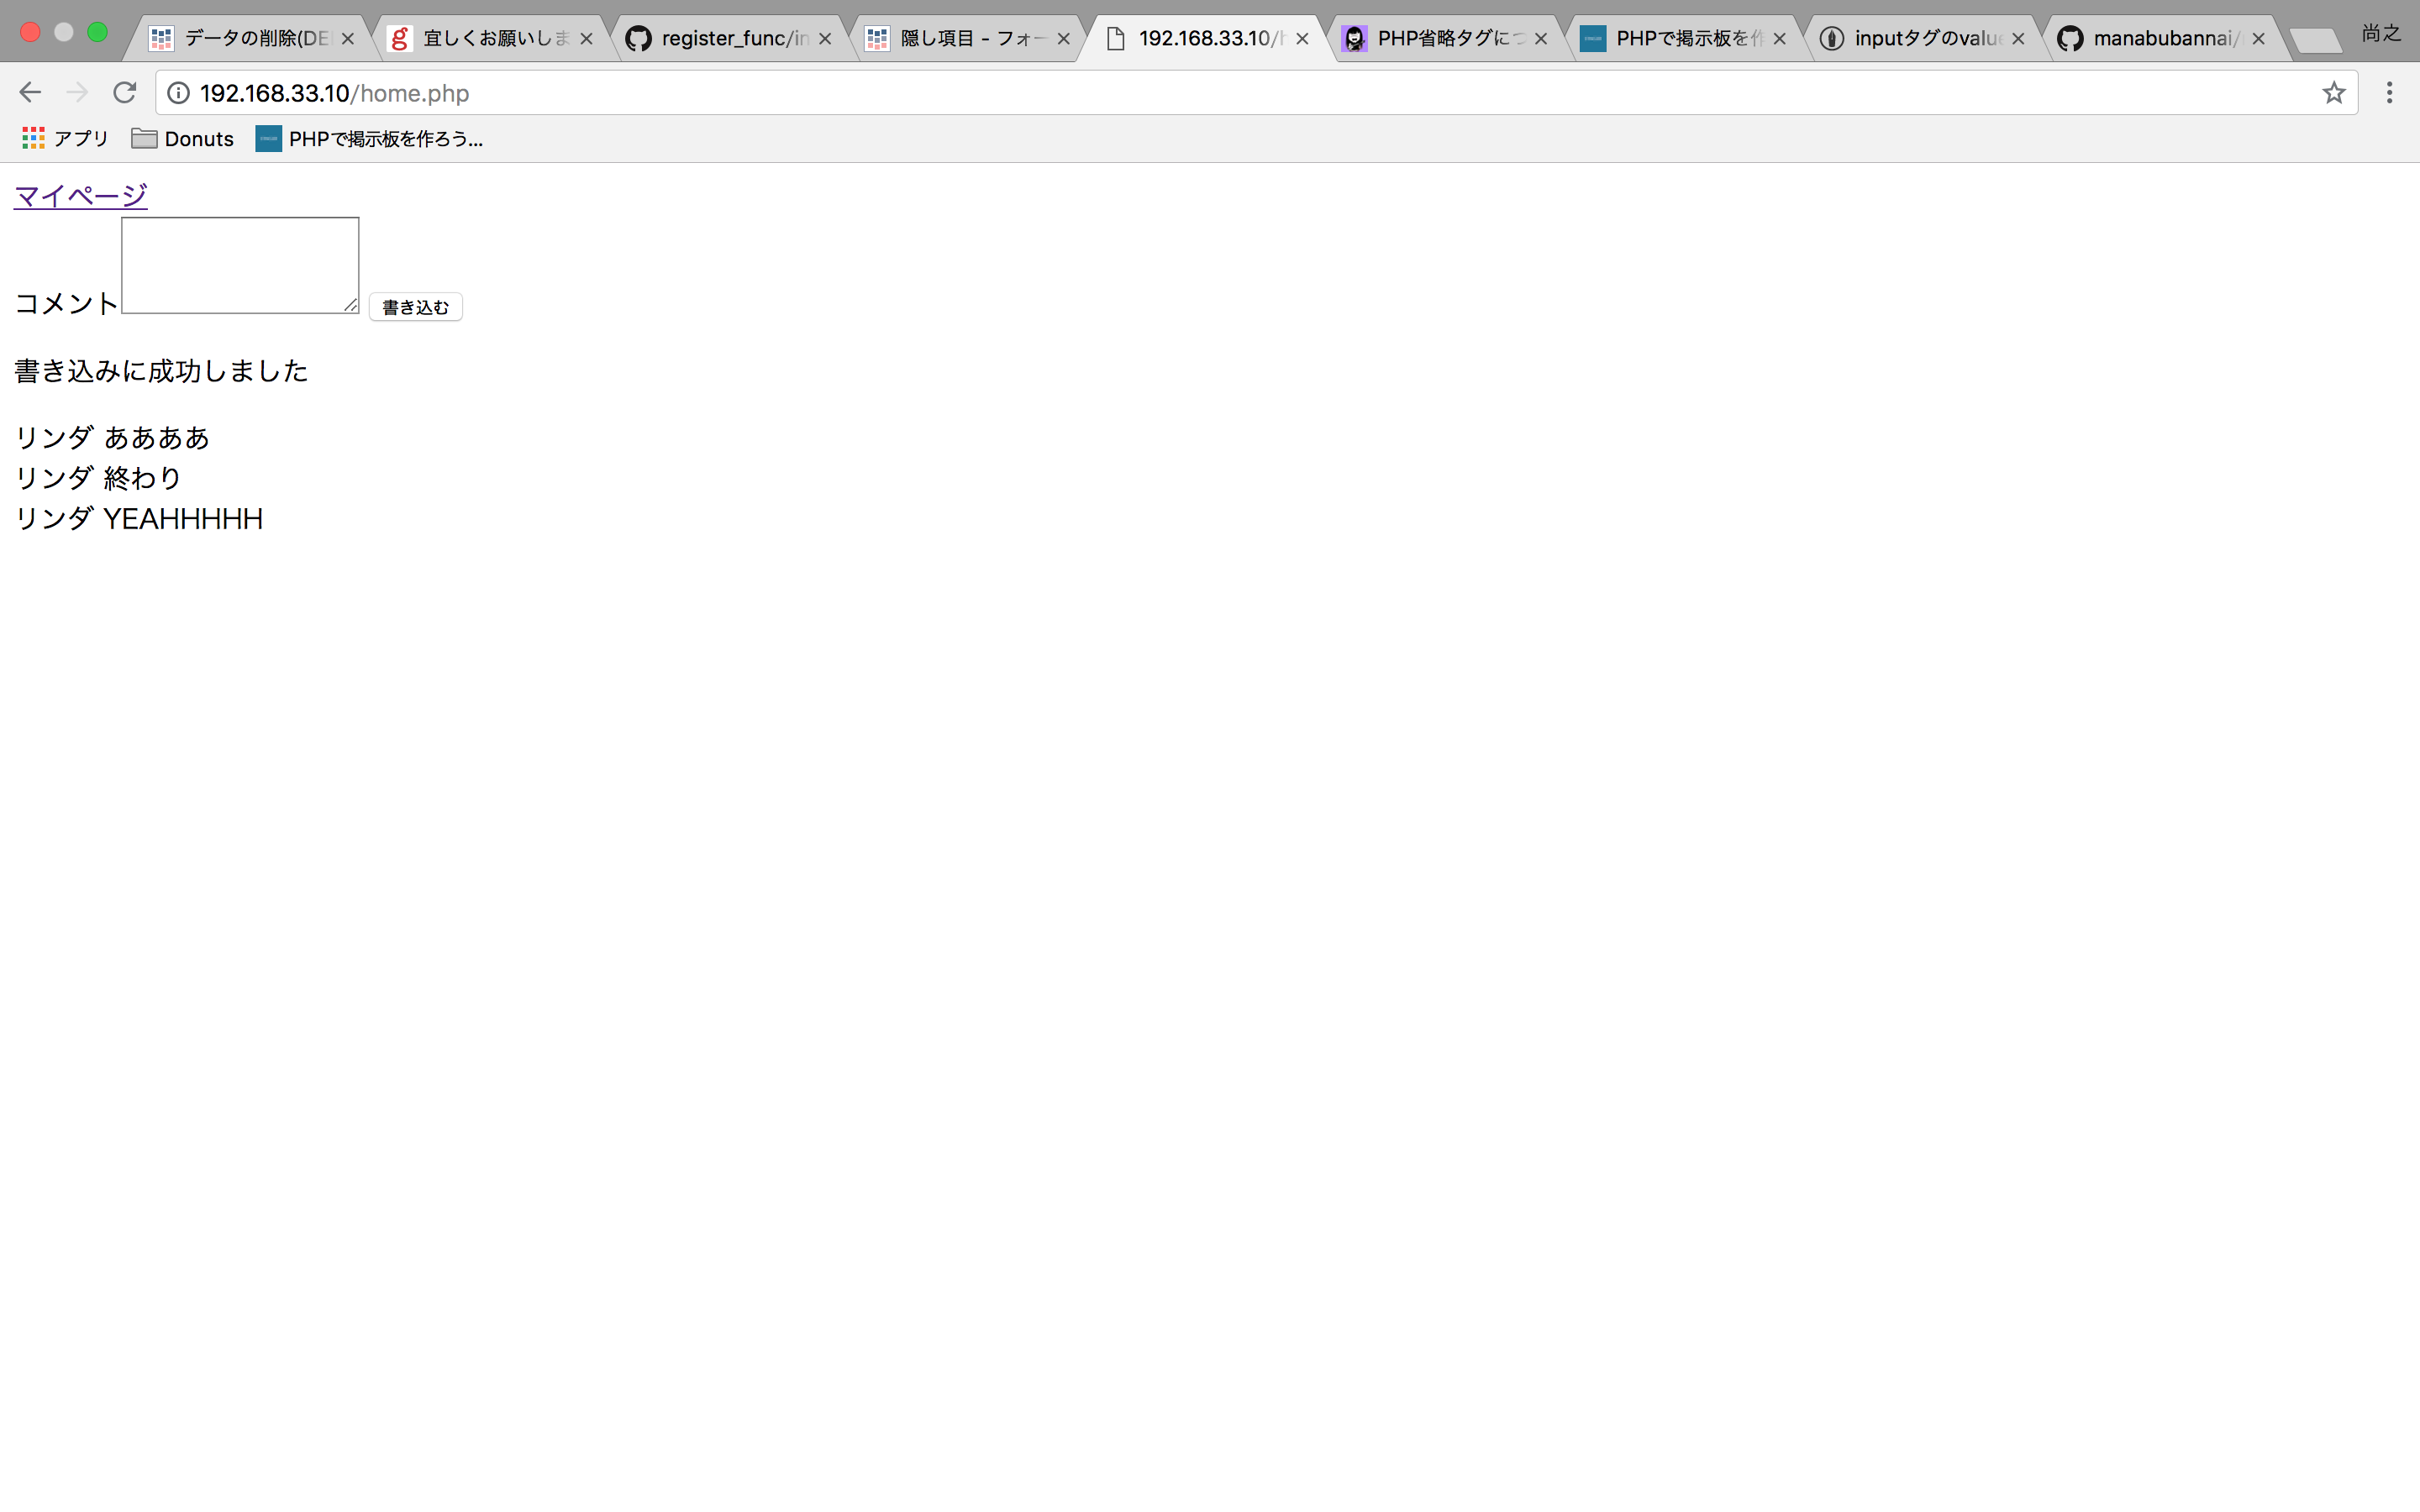 データの削除(DE
宜しくお願いしま
register_func/in
隠し項目 - フォー
192.168.33.10/h
PHP省略タグにつ
PHPで掲示板を作
inputタグのvalue
manabubannai/
尚之
192.168.33.10/home.php
アプリ
Donuts
PHPで掲示板を作ろう...
マイページ
コメント
書き込む
書き込みに成功しました
リンダ ああああ
リンダ 終わり
リンダ YEAHHHHH